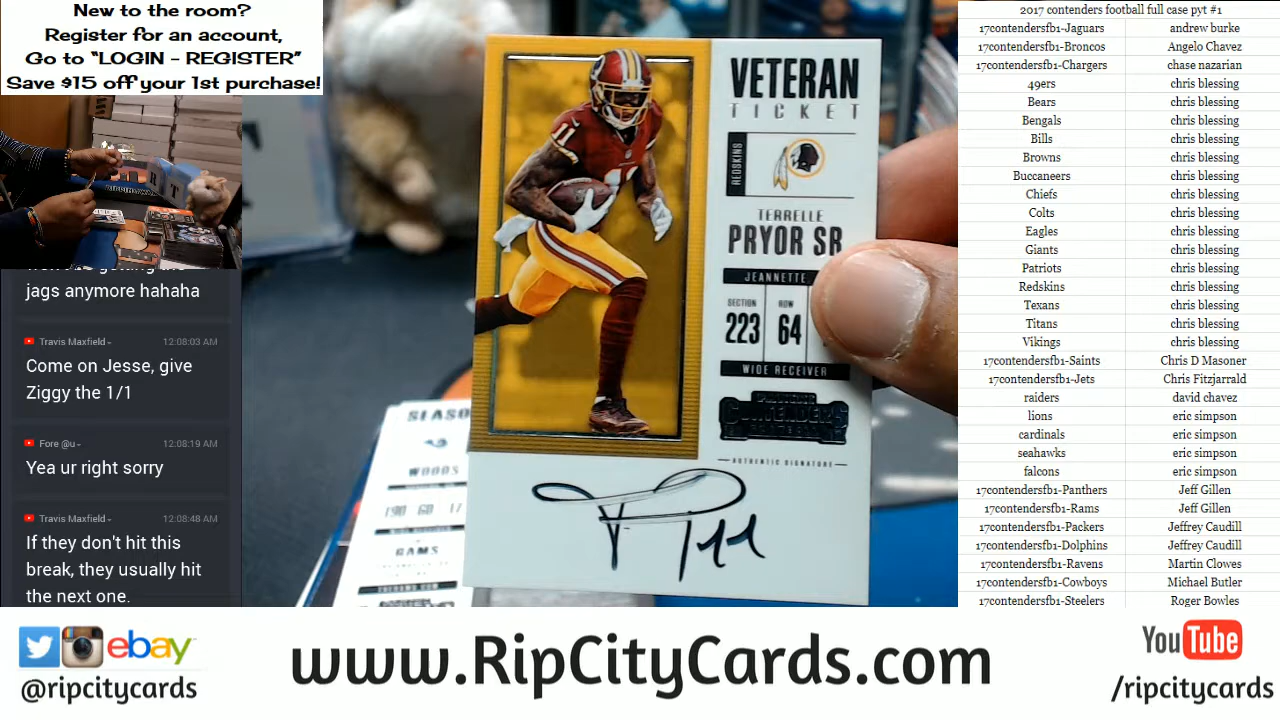 New to the room?
Register for an account,
Go to “LOGIN - REGISTER”
Save $15 off your 1st purchase!
jags anymore hahaha
Travis Maxfield
12:08:03 AM
Come on Jesse, give
Ziggy the 1/1
Fore @u
12:08:19 AM
Yea ur right sorry
Travis Maxfield
12:08:48 AM
If they don't hit this
break, they usually hit
the next one.
VETERAN
TICKET
REDSKINS
TERRELLE
PRYOR SR
JEANNETTE
SECTION
ROW
223
64
WIDE RECEIVER
CONTENDERS
AUTHENTIC SIGNATURE
11
SEASO
WOODS
RAMS
2017 contenders football full case pyt #1
17contendersfb1-Jaguars andrew burke
17contendersfb1-Broncos Angelo Chavez
17contendersfb1-Chargers chase nazarian
49ers chris blessing
Bears chris blessing
Bengals chris blessing
Bills chris blessing
Browns chris blessing
Buccaneers chris blessing
Chiefs chris blessing
Colts chris blessing
Eagles chris blessing
Giants chris blessing
Patriots chris blessing
Redskins chris blessing
Texans chris blessing
Titans chris blessing
Vikings chris blessing
17contendersfb1-Saints Chris D Masoner
17contendersfb1-Jets Chris Fitzjarrald
raiders david chavez
lions eric simpson
cardinals eric simpson
seahawks eric simpson
falcons eric simpson
17contendersfb1-Panthers Jeff Gillen
17contendersfb1-Rams Jeff Gillen
17contendersfb1-Packers Jeffrey Caudill
17contendersfb1-Dolphins Jeffrey Caudill
17contendersfb1-Ravens Martin Clowes
17contendersfb1-Cowboys Michael Butler
17contendersfb1-Steelers Roger Bowles
ebay
@ripcitycards
www.RipCityCards.com
YouTube
/ripcitycards